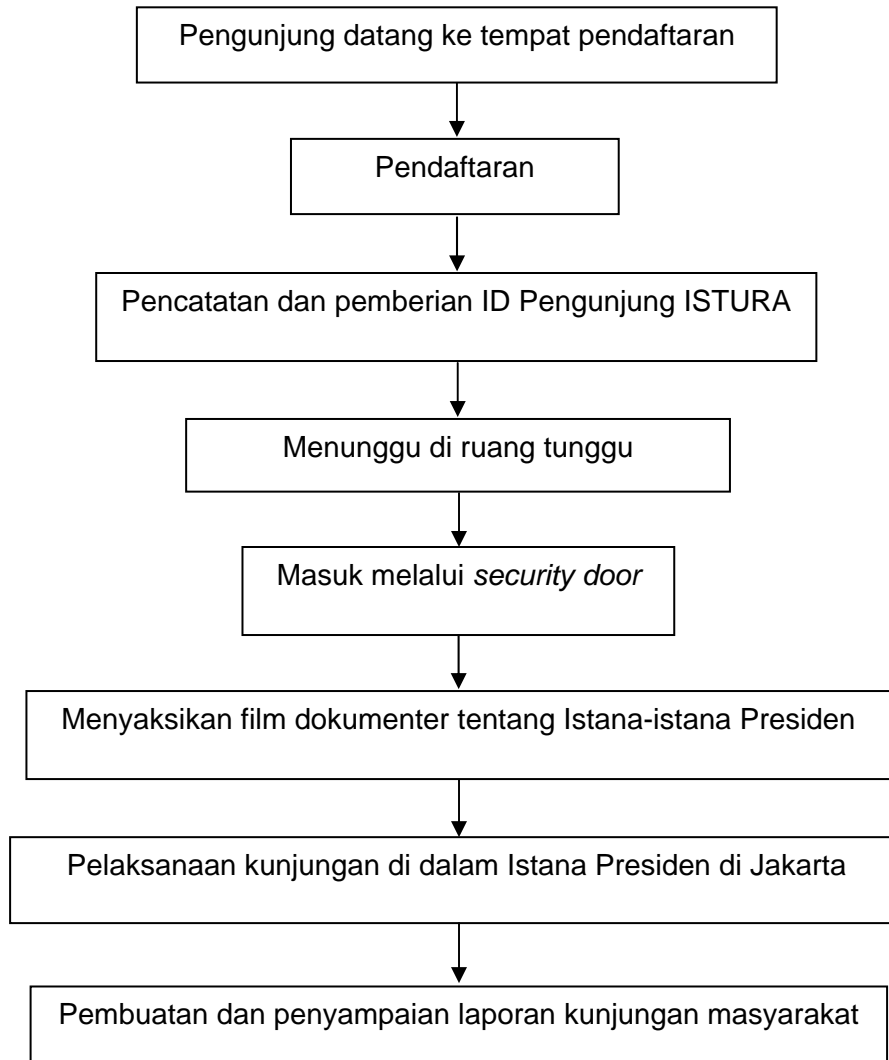 Pengunjung datang ke tempat pendaftaran
Pendaftaran
Pencatatan dan pemberian ID Pengunjung ISTURA
Menunggu di ruang tunggu
Masuk melalui security door
Menyaksikan film dokumenter tentang Istana-istana Presiden
Pelaksanaan kunjungan di dalam Istana Presiden di Jakarta
Pembuatan dan penyampaian laporan kunjungan masyarakat